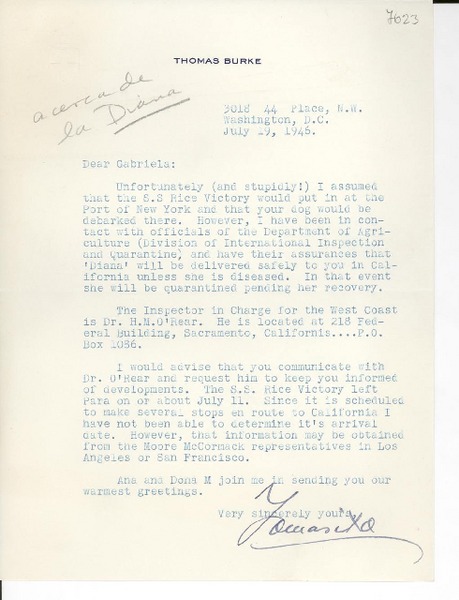 7623
THOMAS BURKE
acerca de
la Diana
3018 44 Place, N.W.
Washington, D.C.
July 19, 1946.
Dear Gabriela:
Unfortunately (and stupidly!) I assumed
that the S.S Rice Victory would put in at the
Port of New York and that your dog would be
debarked there. However, I have been in con-
tact with officials of the Department of Agri-
culture (Division of International Inspection
and Quarantine) and have their assurances that
'Diana' will be delivered safely to you in Cal-
ifornia unless she is diseased. In that event
she will be quarantined pending her recovery.
The Inspector in Charge for the West Coast
is Dr. H.M.O'Rear. He is located at 218 Fed-
eral Building, Sacramento, California....P.O.
Box 1086.
I would advise that you communicate with
Dr. O'Rear and request him to keep you informed
of developments. The S.S. Rice Victory left
Para on or about July 11. Since it is scheduled
to make several stops en route to California I
have not been able to determine it's arrival
date. However, that information may be obtained
from the Moore McCormack representatives in Los
Angeles or San Francisco.
Ana and Dona M join me in sending you our
warmest greetings.
Very sincerely yours,
Tomasito